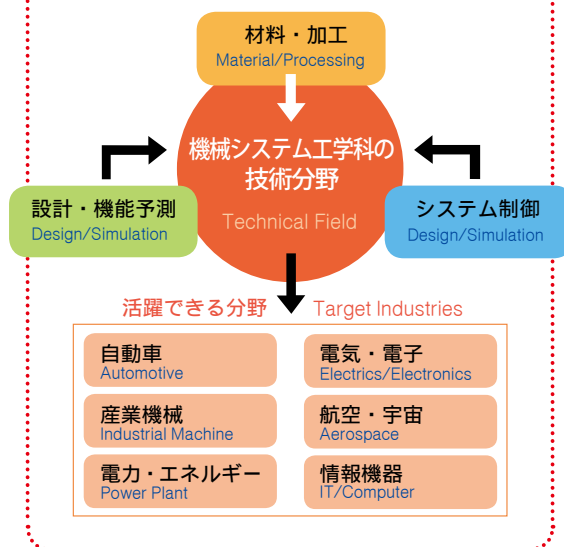 材料・加工
Material/Processing
機械システム工学科の
技術分野
Technical Field
設計・機能予測
Design/Simulation
システム制御
Design/Simulation
活躍できる分野 Target Industries
自動車
Automotive
電気・電子
Electrics/Electronics
産業機械
Industrial Machine
航空・宇宙
Aerospace
電力・エネルギー
Power Plant
情報機器
IT/Computer